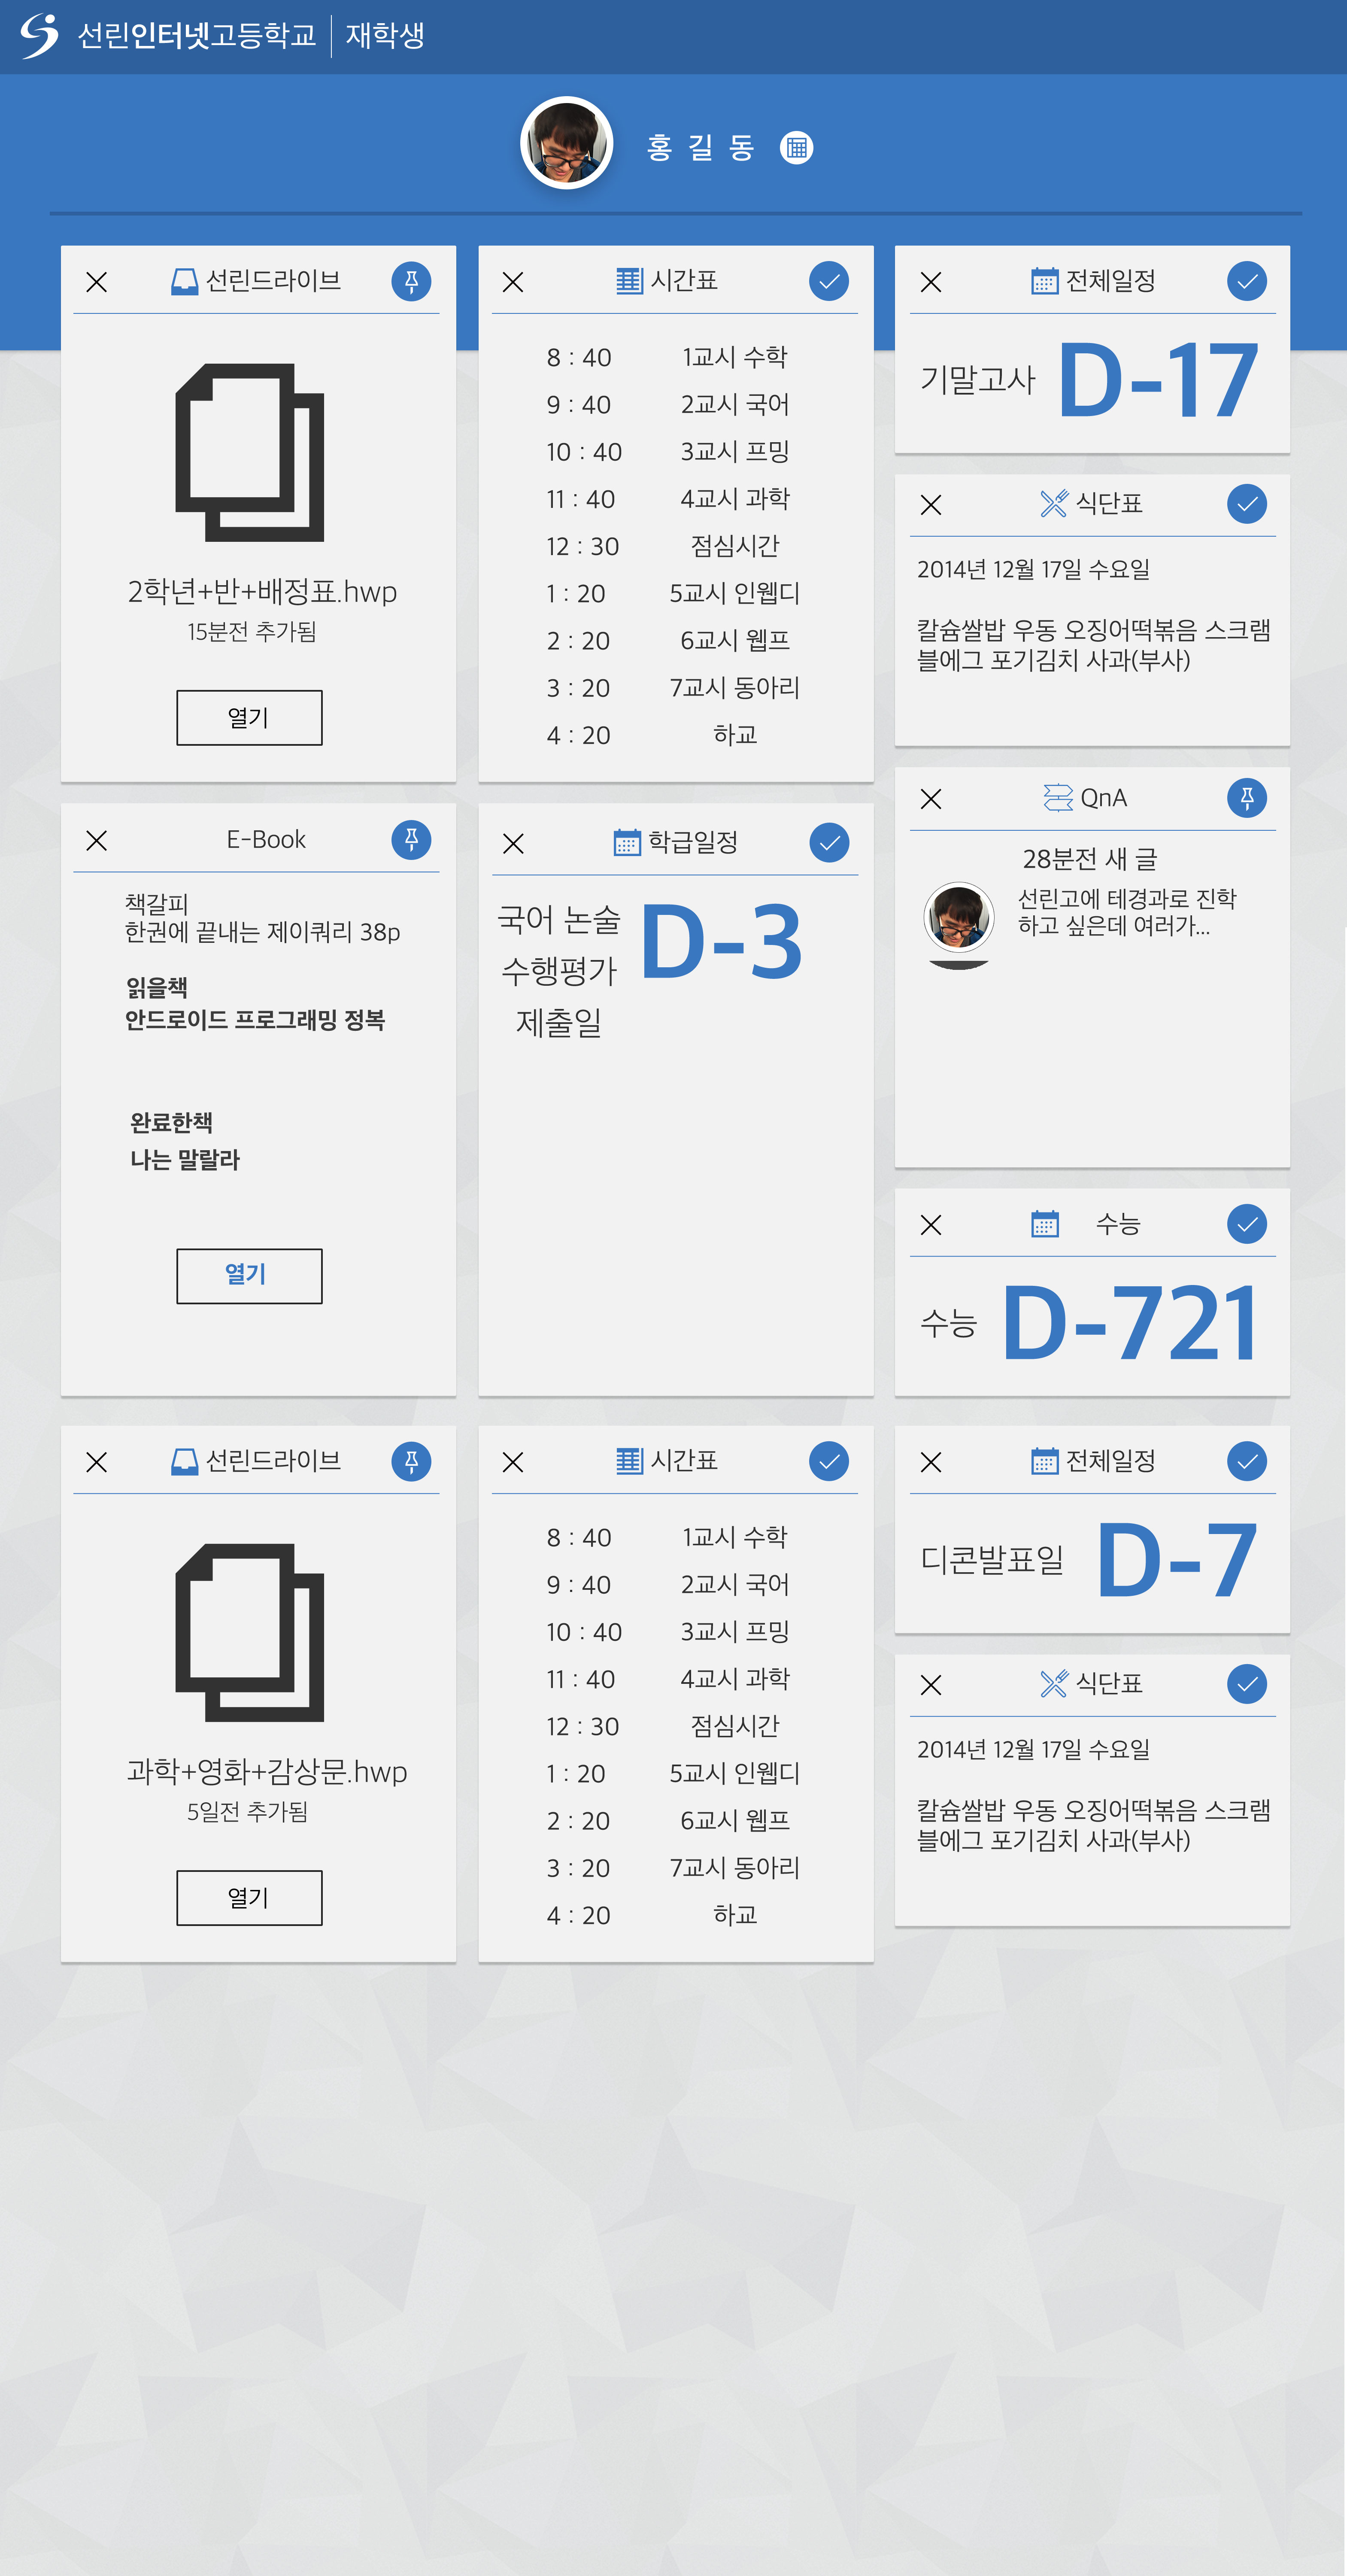 선린인터넷고등학교 재학생
홍 길 동
선린드라이브
2학년+반+배정표.hwp
15분전 추가됨
열기
시간표
8 : 40 1교시 수학
9 : 40 2교시 국어
10 : 40 3교시 프밍
11 : 40 4교시 과학
12 : 30 점심시간
1 : 20 5교시 인웹디
2 : 20 6교시 웹프
3 : 20 7교시 동아리
4 : 20 하교
전체일정
기말고사 D-17
식단표
2014년 12월 17일 수요일
칼슘쌀밥 우동 오징어떡볶음 스크램
블에그 포기김치 사과(부사)
E-Book
책갈피
한권에 끝내는 제이쿼리 38p
읽을책
안드로이드 프로그래밍 정복
완료한책
나는 말랄라
열기
학급일정
국어 논술
수행평가
제출일
D-3
QnA
28분전 새 글
선린고에 테경과로 진학
하고 싶은데 여러가...
수능
수능 D-721
선린드라이브
과학+영화+감상문.hwp
5일전 추가됨
열기
시간표
8 : 40 1교시 수학
9 : 40 2교시 국어
10 : 40 3교시 프밍
11 : 40 4교시 과학
12 : 30 점심시간
1 : 20 5교시 인웹디
2 : 20 6교시 웹프
3 : 20 7교시 동아리
4 : 20 하교
전체일정
디콘발표일 D-7
식단표
2014년 12월 17일 수요일
칼슘쌀밥 우동 오징어떡볶음 스크램
블에그 포기김치 사과(부사)